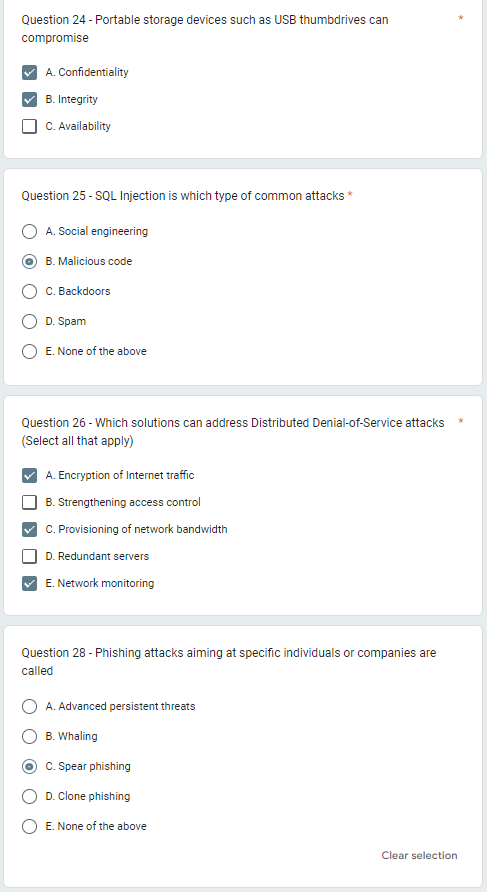 Question 24 - Portable storage devices such as USB thumbdrives can *
compromise
A. Confidentiality
B. Integrity
C. Availability
Question 25 - SQL Injection is which type of common attacks *
A. Social engineering
B. Malicious code
C. Backdoors
D. Spam
E. None of the above
Question 26 - Which solutions can address Distributed Denial-of-Service attacks *
(Select all that apply)
A. Encryption of Internet traffic
B. Strengthening access control
C. Provisioning of network bandwidth
D. Redundant servers
E. Network monitoring
Question 28 - Phishing attacks aiming at specific individuals or companies are
called
A. Advanced persistent threats
B. Whaling
C. Spear phishing
D. Clone phishing
E. None of the above
Clear selection